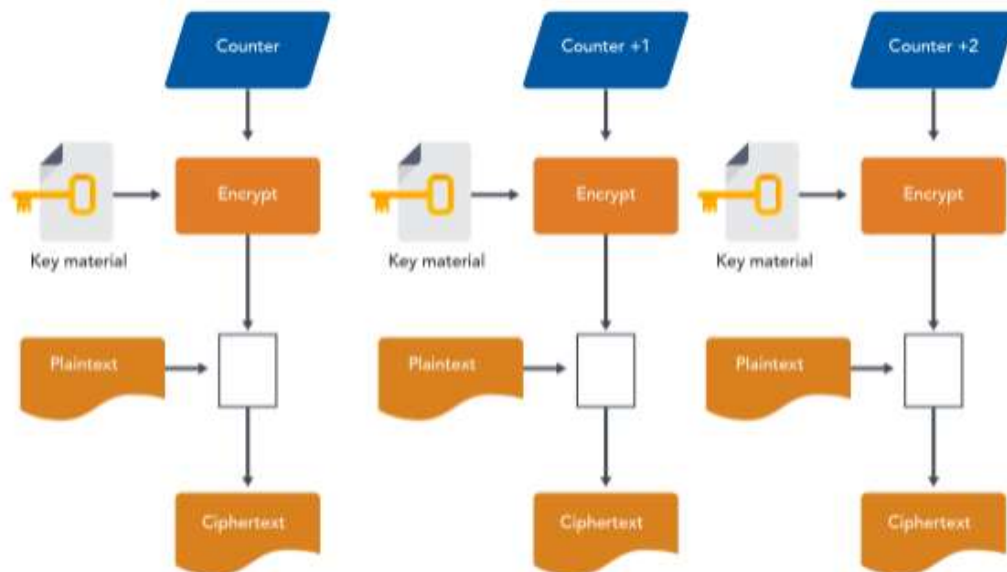 Counter
Counter +1
Counter +2
Encrypt
Encrypt
Encrypt
Key material
Key material
Key material
Plaintext
Plaintext
Plaintext
Ciphertext
Ciphertext
Ciphertext